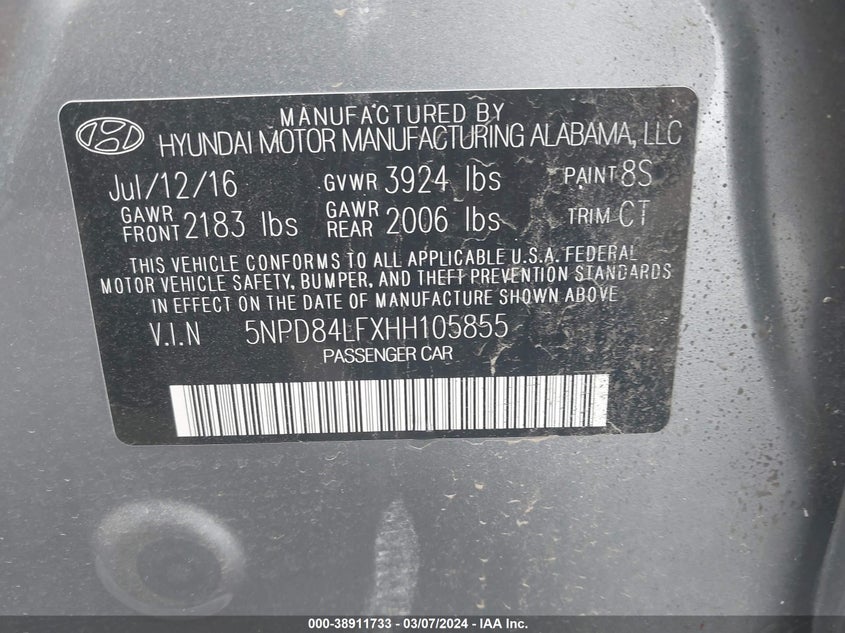 MANUFACTURED BY
HYUNDAI MOTOR MANUFACTURING ALABAMA, LLC
Jul/12/16 GVWR 3924 lbs PAINT 8S
GAWR FRONT 2183 lbs GAWR REAR 2006 lbs TRIM CT
THIS VEHICLE CONFORMS TO ALL APPLICABLE U.S.A. FEDERAL
MOTOR VEHICLE SAFETY, BUMPER, AND THEFT PREVENTION STANDARDS
IN EFFECT ON THE DATE OF MANUFACTURE SHOWN ABOVE
V.I.N 5NPD84LFXHH105855
PASSENGER CAR
000-38911733 - 03/07/2024 - IAA Inc.